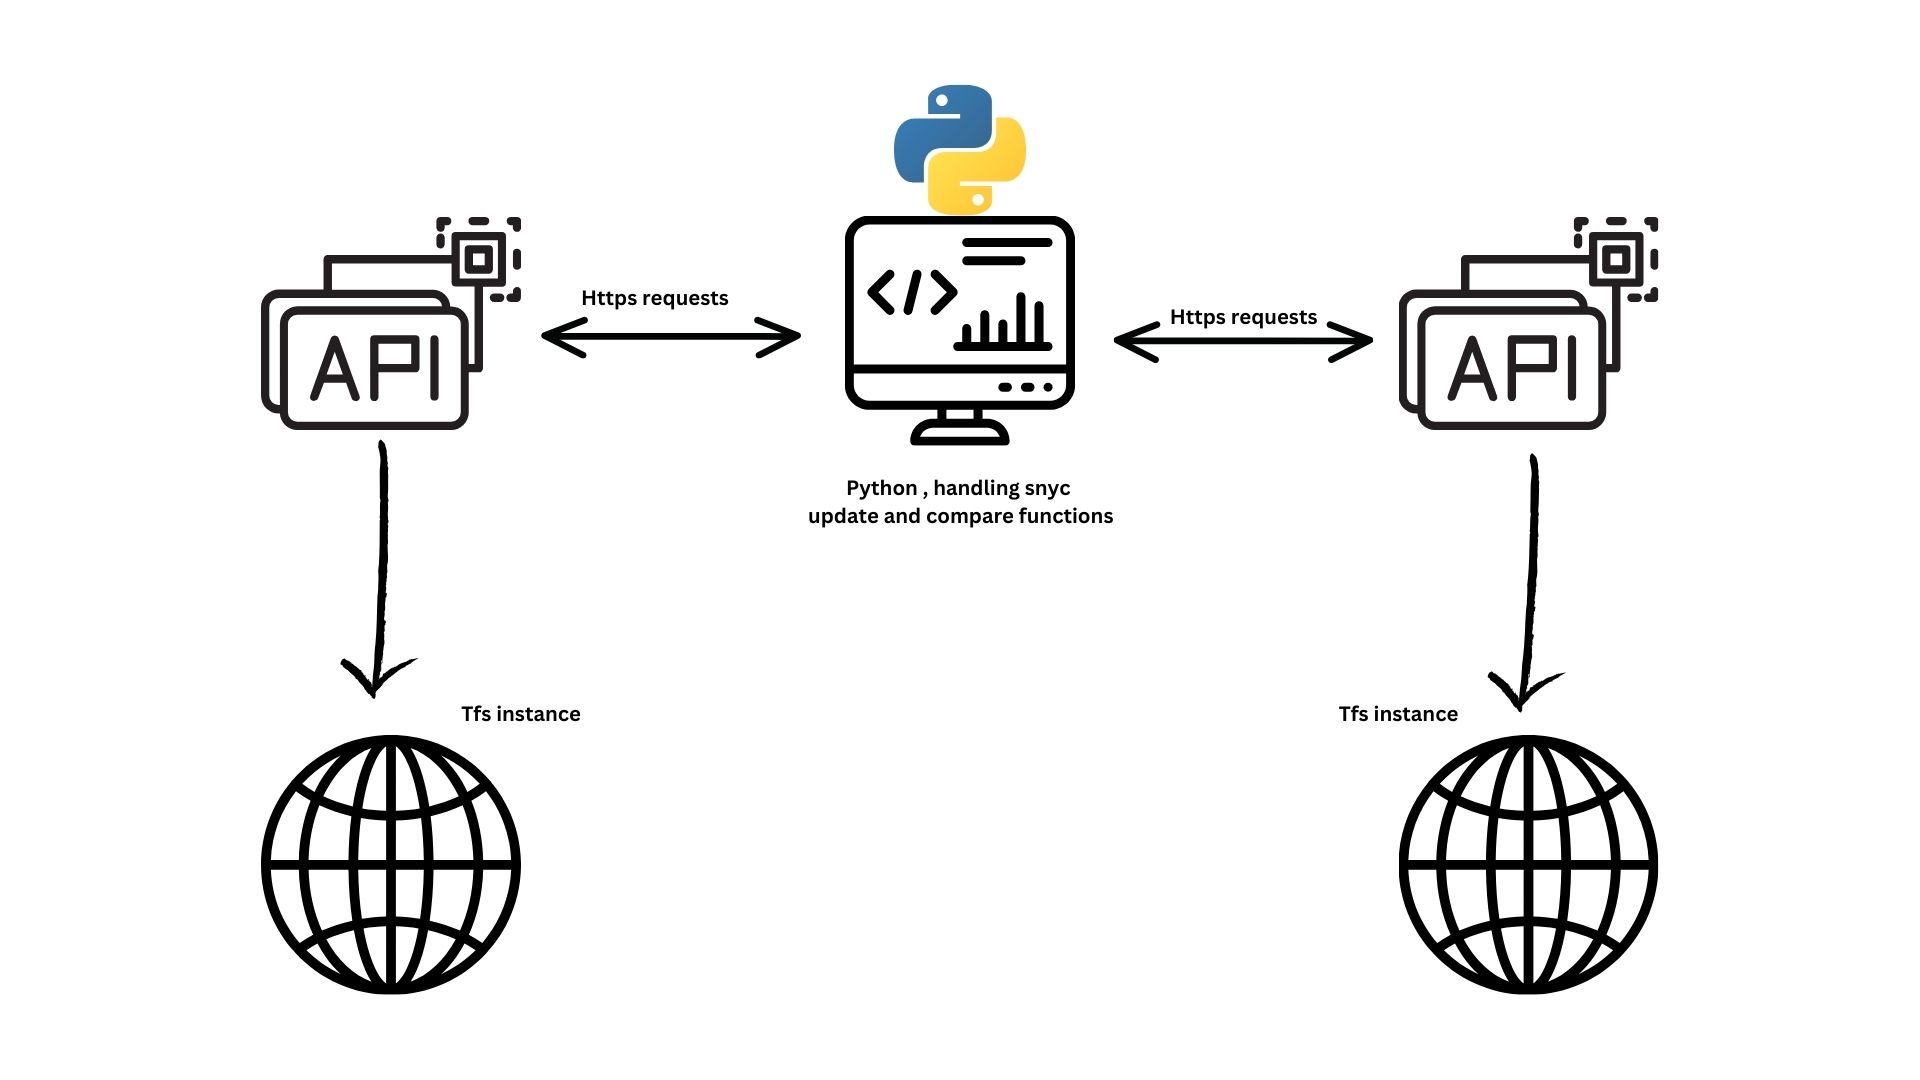 Https requests
Https requests
API
API
Python , handling snyc
update and compare functions
Tfs instance
Tfs instance